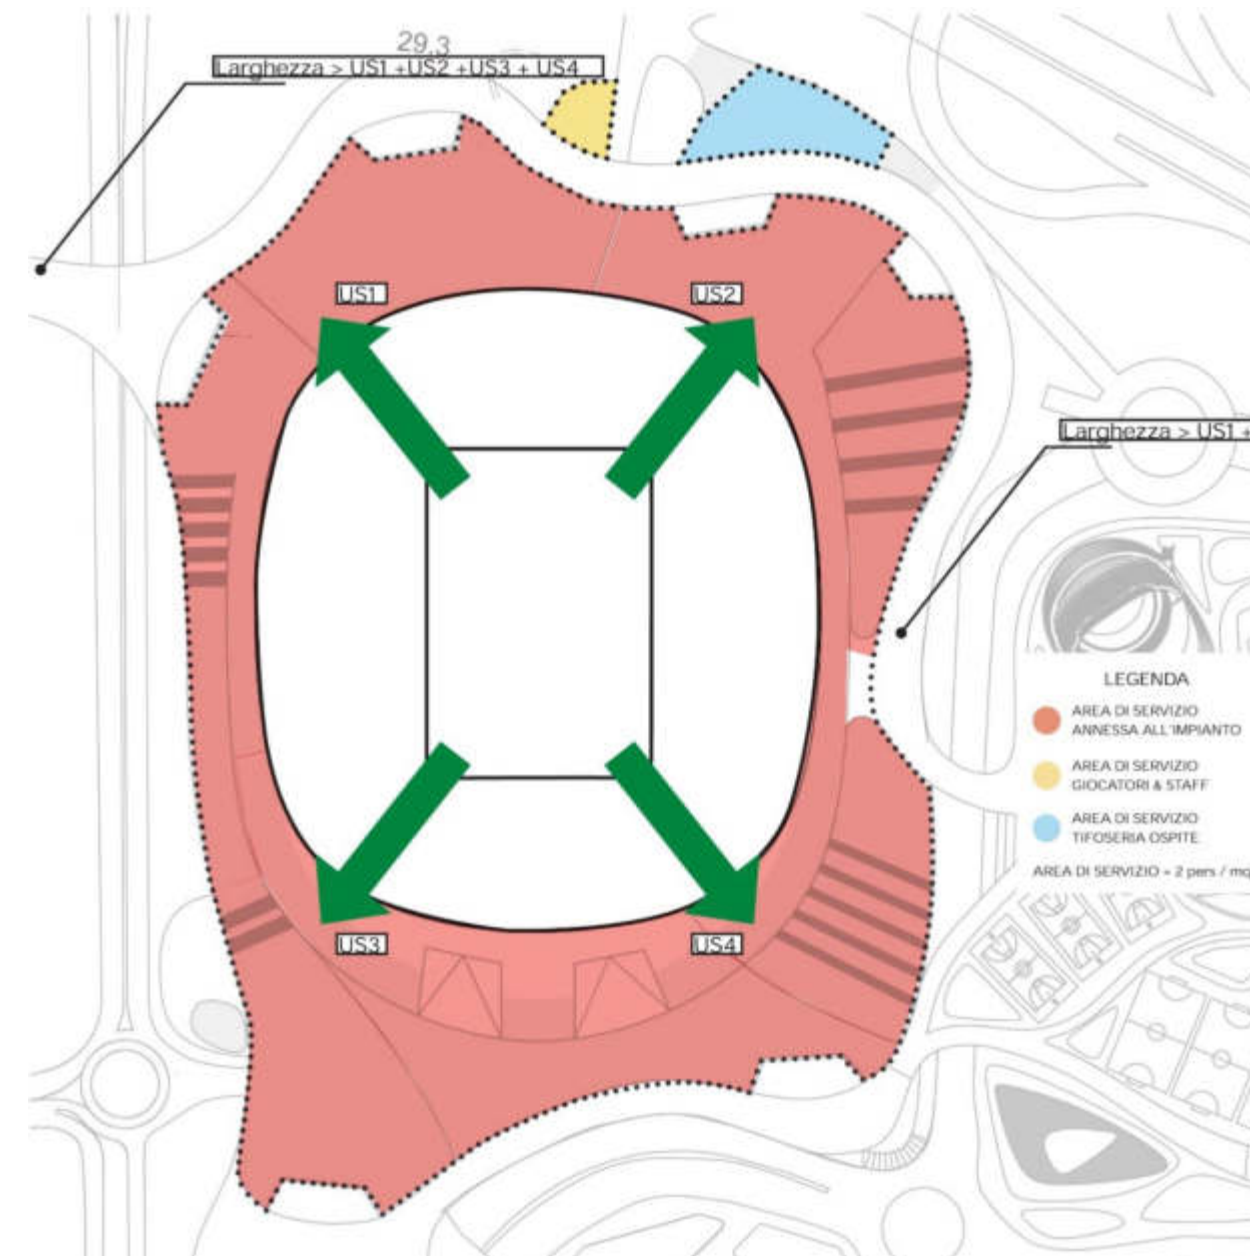 29.3
Larghezza > US1 +US2 +US3 + US4
US1
US2
Larghezza > US1 +
LEGENDA
AREA DI SERVIZIO
ANNESSA ALL'IMPIANTO
AREA DI SERVIZIO
GIOCATORI & STAFF
AREA DI SERVIZIO
TIFOSERIA OSPITE
AREA DI SERVIZIO = 2 pers / mq
US3
US4